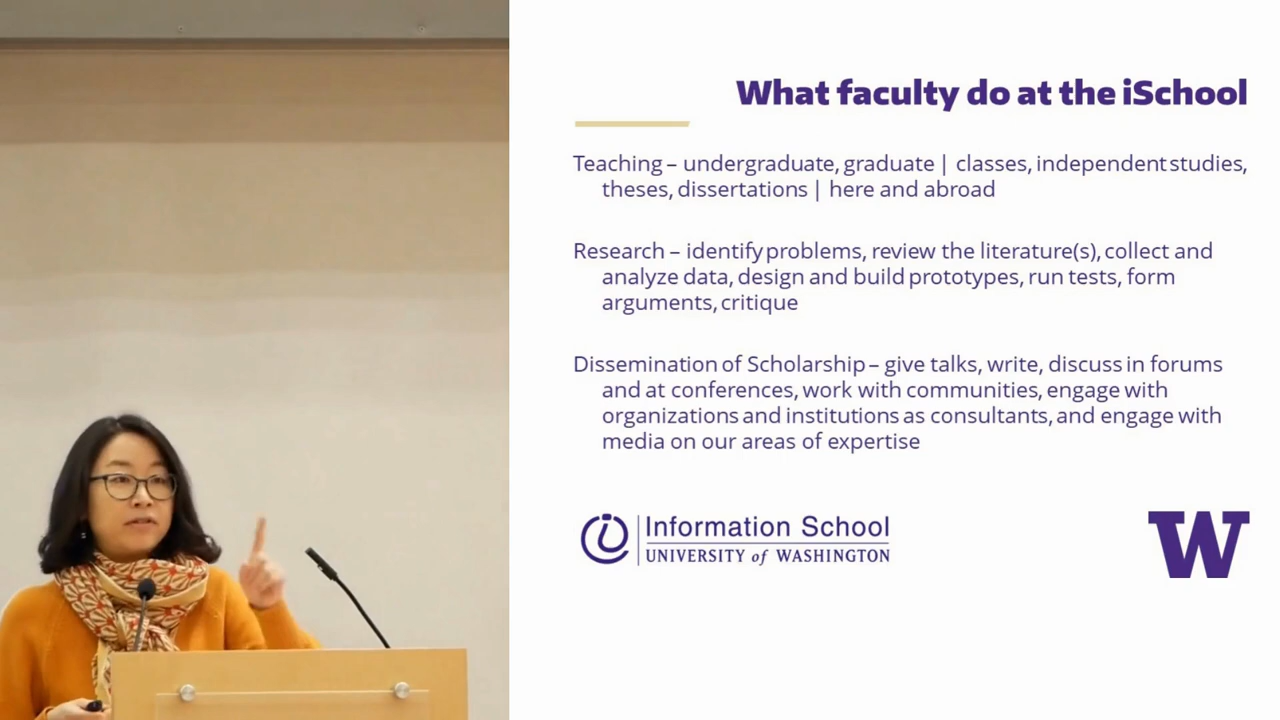 What faculty do at the iSchool
Teaching – undergraduate, graduate | classes, independent studies,
theses, dissertations | here and abroad
Research – identify problems, review the literature(s), collect and
analyze data, design and build prototypes, run tests, form
arguments, critique
Dissemination of Scholarship – give talks, write, discuss in forums
and at conferences, work with communities, engage with
organizations and institutions as consultants, and engage with
media on our areas of expertise
i Information School
UNIVERSITY of WASHINGTON
W